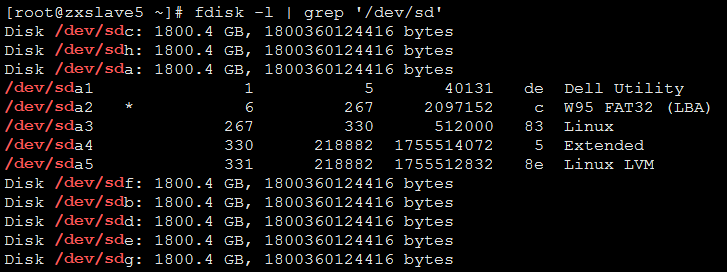 [root@zxslave5 ~]# fdisk -l | grep '/dev/sd'
Disk /dev/sdc: 1800.4 GB, 1800360124416 bytes
Disk /dev/sdh: 1800.4 GB, 1800360124416 bytes
Disk /dev/sda: 1800.4 GB, 1800360124416 bytes
/dev/sda1               1           5       40131   de  Dell Utility
/dev/sda2   *           6         267     2097152    c  W95 FAT32 (LBA)
/dev/sda3             267         330      512000   83  Linux
/dev/sda4             330      218882  1755514072    5  Extended
/dev/sda5             331      218882  1755512832   8e  Linux LVM
Disk /dev/sdf: 1800.4 GB, 1800360124416 bytes
Disk /dev/sdb: 1800.4 GB, 1800360124416 bytes
Disk /dev/sdd: 1800.4 GB, 1800360124416 bytes
Disk /dev/sde: 1800.4 GB, 1800360124416 bytes
Disk /dev/sdg: 1800.4 GB, 1800360124416 bytes